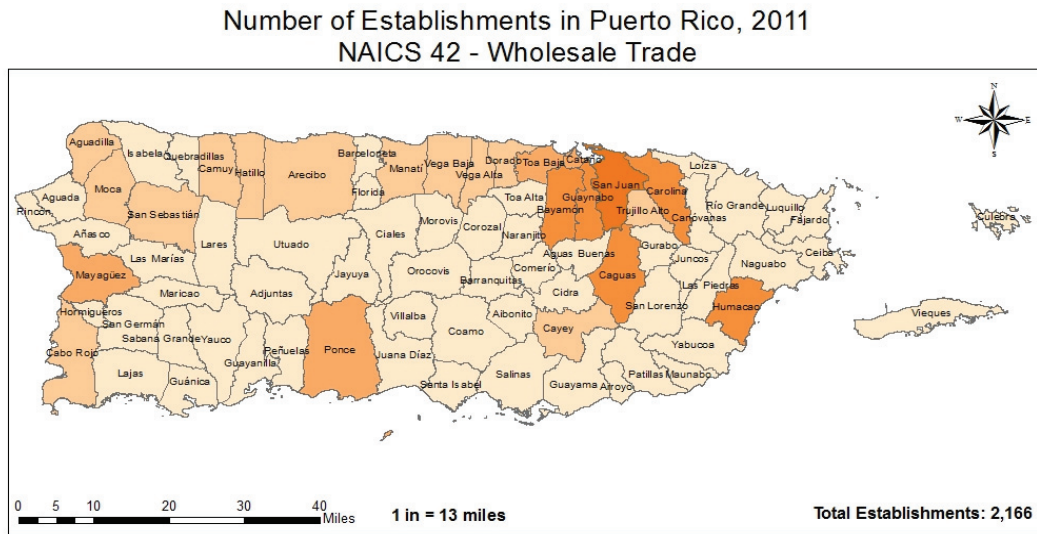 Number of Establishments in Puerto Rico, 2011
NAICS 42 - Wholesale Trade
N
W E
S
Aguadilla
Isabela
Quebradillas
Camuy
Hatillo
Arecibo
Barceloneta
Manatí
Vega Baja
Dorado
Vega Alta
Toa Baja
Cataño
San Juan
Loiza
Moca
Florida
Bayamón
Guaynabo
Carolina
Aguada
Rincón
San Sebastián
Toa Alta
Trujillo Alto
Canóvanas
Río Grande
Luquillo
Fajardo
Culebra
Añasco
Lares
Utuado
Ciales
Morovis
Corozal
Naranjito
Aguas Buenas
Gurabo
Ceiba
Las Marías
Mayagüez
Jayuya
Orocovis
Barranquitas
Comerío
Caguas
Juncos
Naguabo
Maricao
Adjuntas
Cidra
San Lorenzo
Las Piedras
Humacao
Hormigueros
San Germán
Sabana Grande
Yauco
Villalba
Aibonito
Vieques
Cabo Rojo
Guayanilla
Peñuelas
Ponce
Juana Díaz
Coamo
Cayey
Yabucoa
Lajas
Guánica
Santa Isabel
Salinas
Guayama
Arroyo
Patillas
Maunabo
0 5 10 20 30 40
Miles
1 in = 13 miles
Total Establishments: 2,166